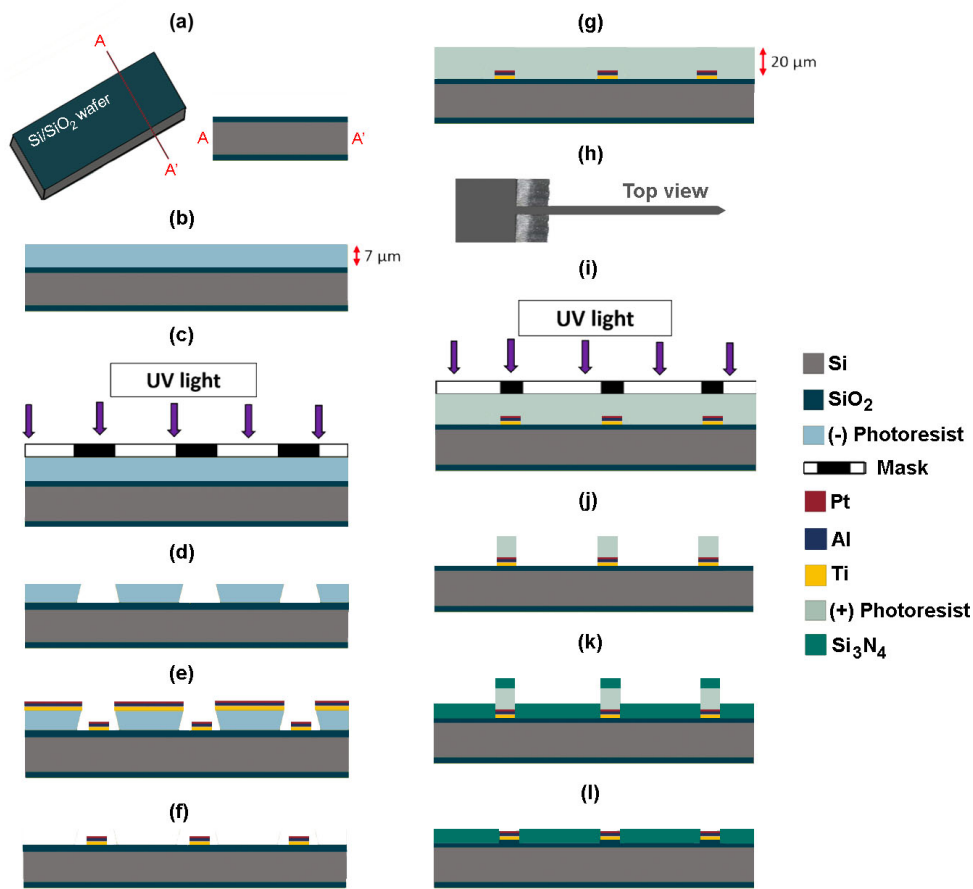 (a)
A
Si/SiO₂ wafer
A'
A
A'
(b)
7 µm
(c)
UV light
(d)
(e)
(f)
(g)
20 µm
(h)
Top view
(i)
UV light
(j)
(k)
(l)
Si
SiO₂
(-) Photoresist
Mask
Pt
Al
Ti
(+) Photoresist
Si₃N₄